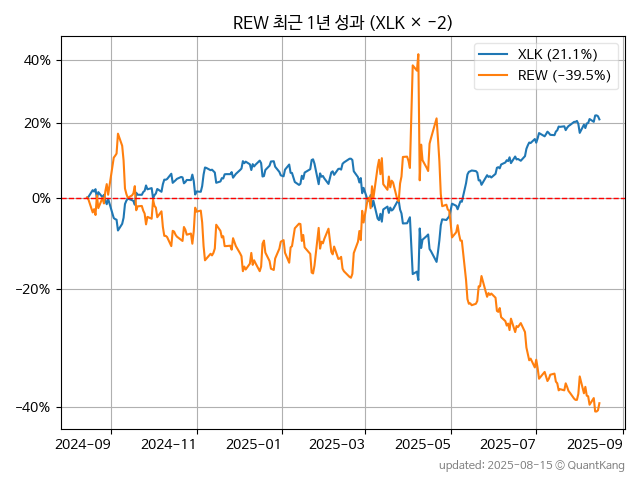 REW 최근 1년 성과 (XLK × -2)
XLK (21.1%)
REW (-39.5%)
40%
20%
0%
-20%
-40%
2024-09 2024-11 2025-01 2025-03 2025-05 2025-07 2025-09
updated: 2025-08-15 © QuantKang